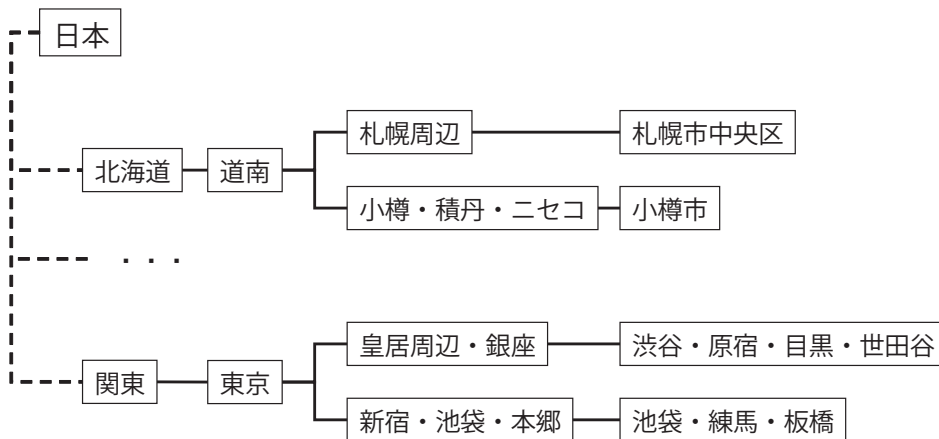 日本
札幌周辺
札幌市中央区
北海道
道南
小樽・積丹・ニセコ
小樽市
・・・
皇居周辺・銀座
渋谷・原宿・目黒・世田谷
関東
東京
新宿・池袋・本郷
池袋・練馬・板橋